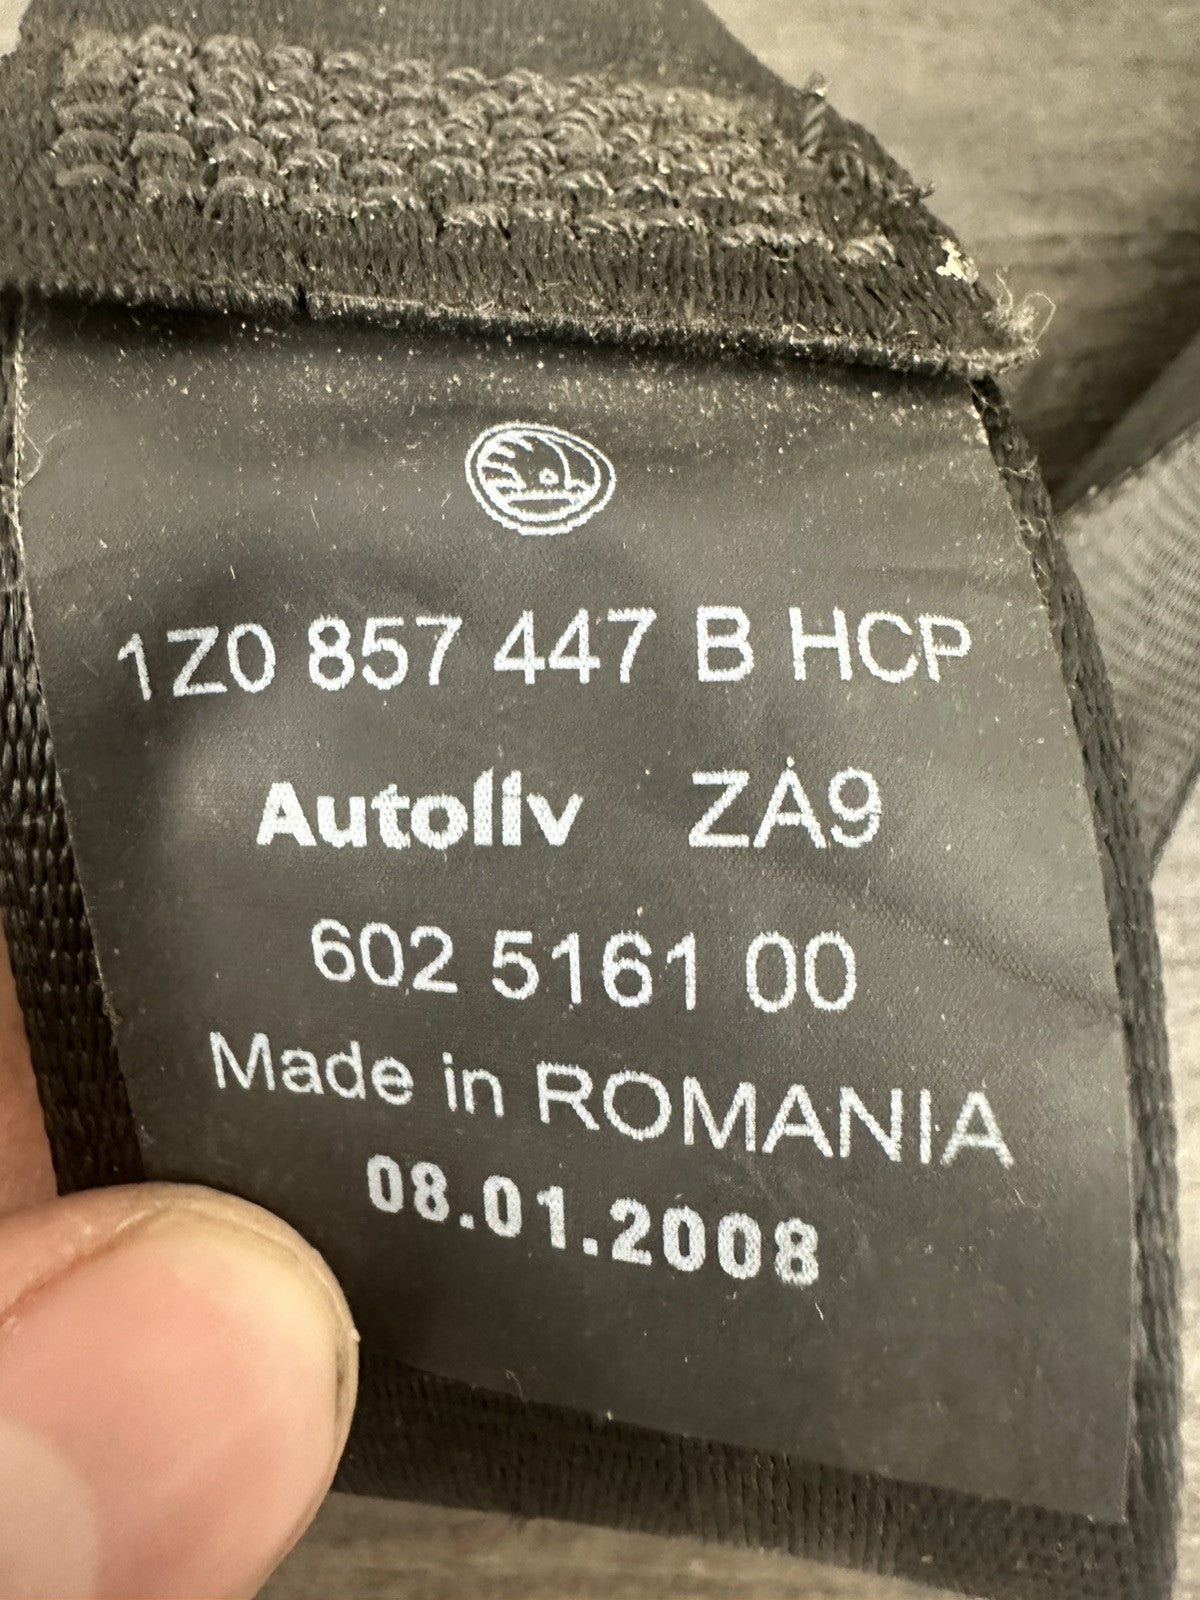 1Z0 857 447 B HCP
Autoliv ZA9
602 5161 00
Made in ROMANIA
08.01.2008